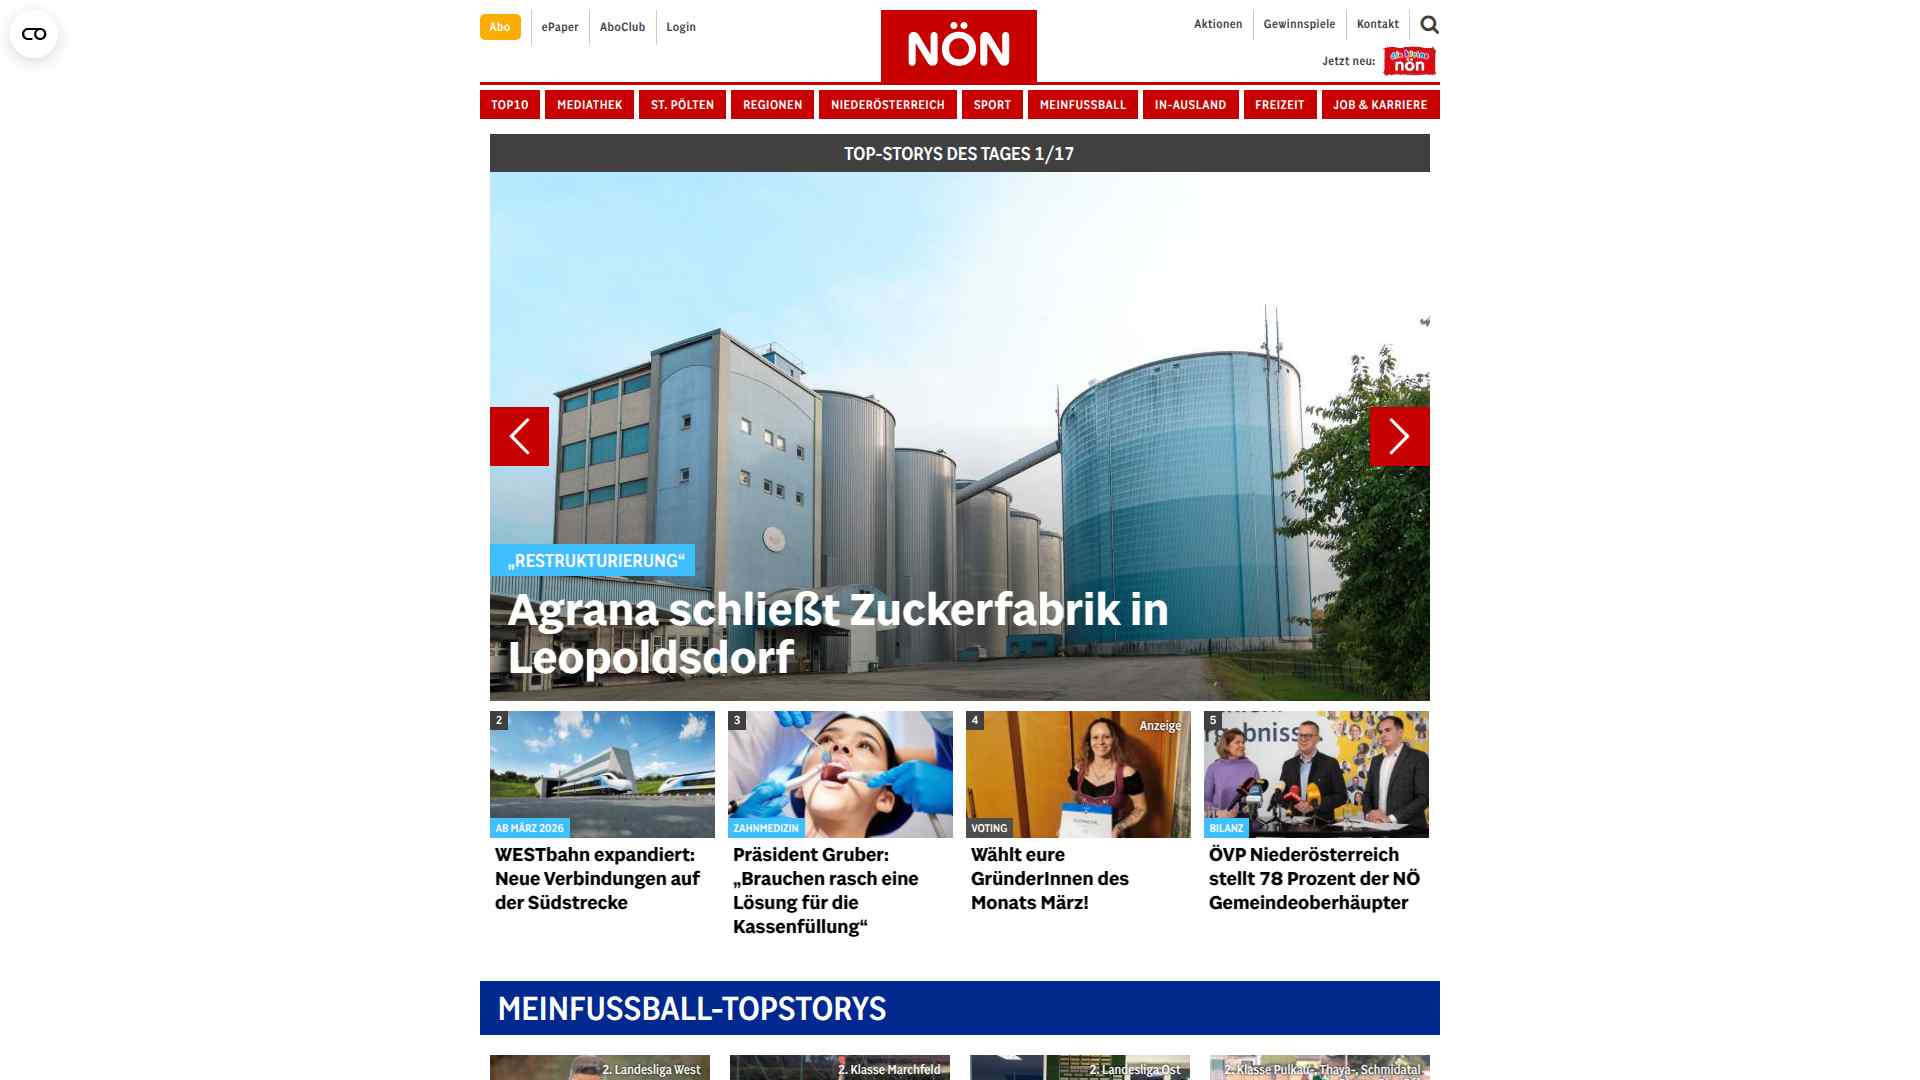 Abo
ePaper
AboClub
Login
NÖN
Aktionen
Gewinnspiele
Kontakt
Jetzt neu:
die kleine
nön
TOP10
MEDIATHEK
ST. PÖLTEN
REGIONEN
NIEDERÖSTERREICH
SPORT
MEINFUSSBALL
IN-AUSLAND
FREIZEIT
JOB & KARRIERE
TOP-STORYS DES TAGES 1/17
„RESTRUKTURIERUNG“
Agrana schließt Zuckerfabrik in
Leopoldsdorf
2
AB MÄRZ 2026
WESTbahn expandiert:
Neue Verbindungen auf
der Südstrecke
3
ZAHNMEDIZIN
Präsident Gruber:
„Brauchen rasch eine
Lösung für die
Kassenfüllung“
4
Anzeige
VOTING
Wählt eure
GründerInnen des
Monats März!
5
BILANZ
ÖVP Niederösterreich
stellt 78 Prozent der NÖ
Gemeindeoberhäupter
MEINFUSSBALL-TOPSTORYS
2. Landesliga West
2. Klasse Marchfeld
2. Landesliga Ost
2. Klasse Pulkau-, Thaya-, Schmidatal